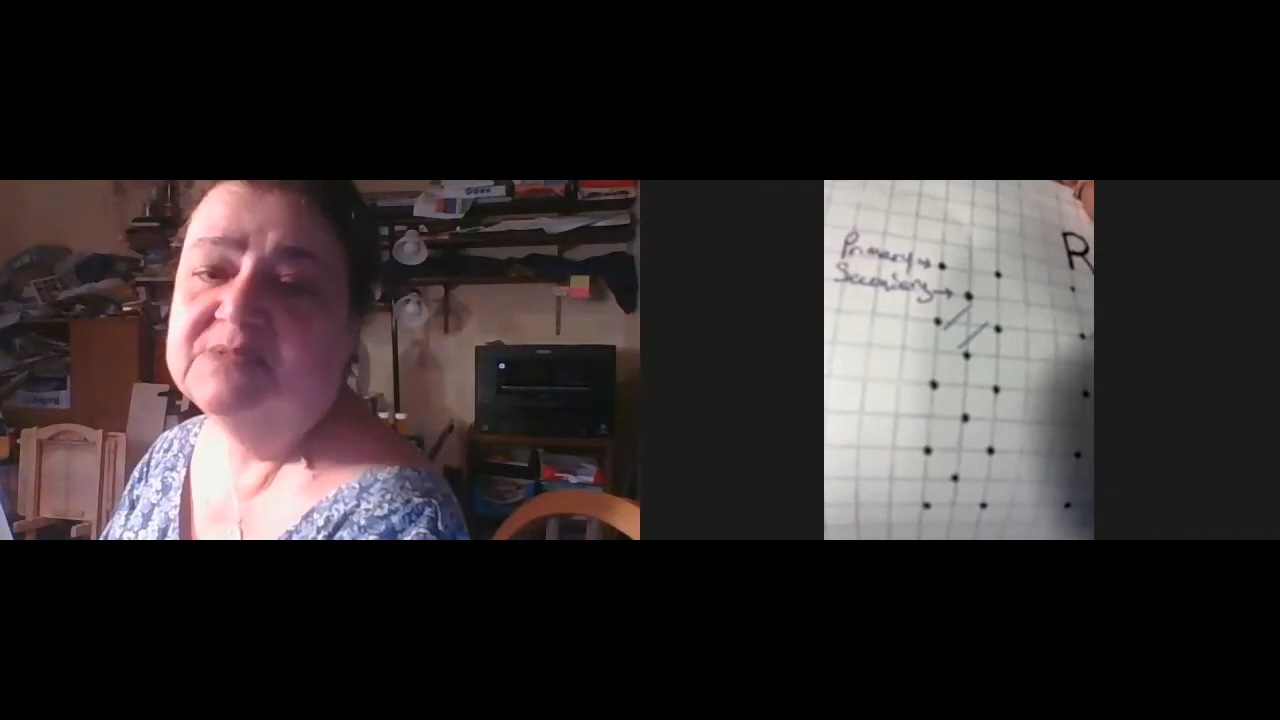 Primary →
Secondary →
R